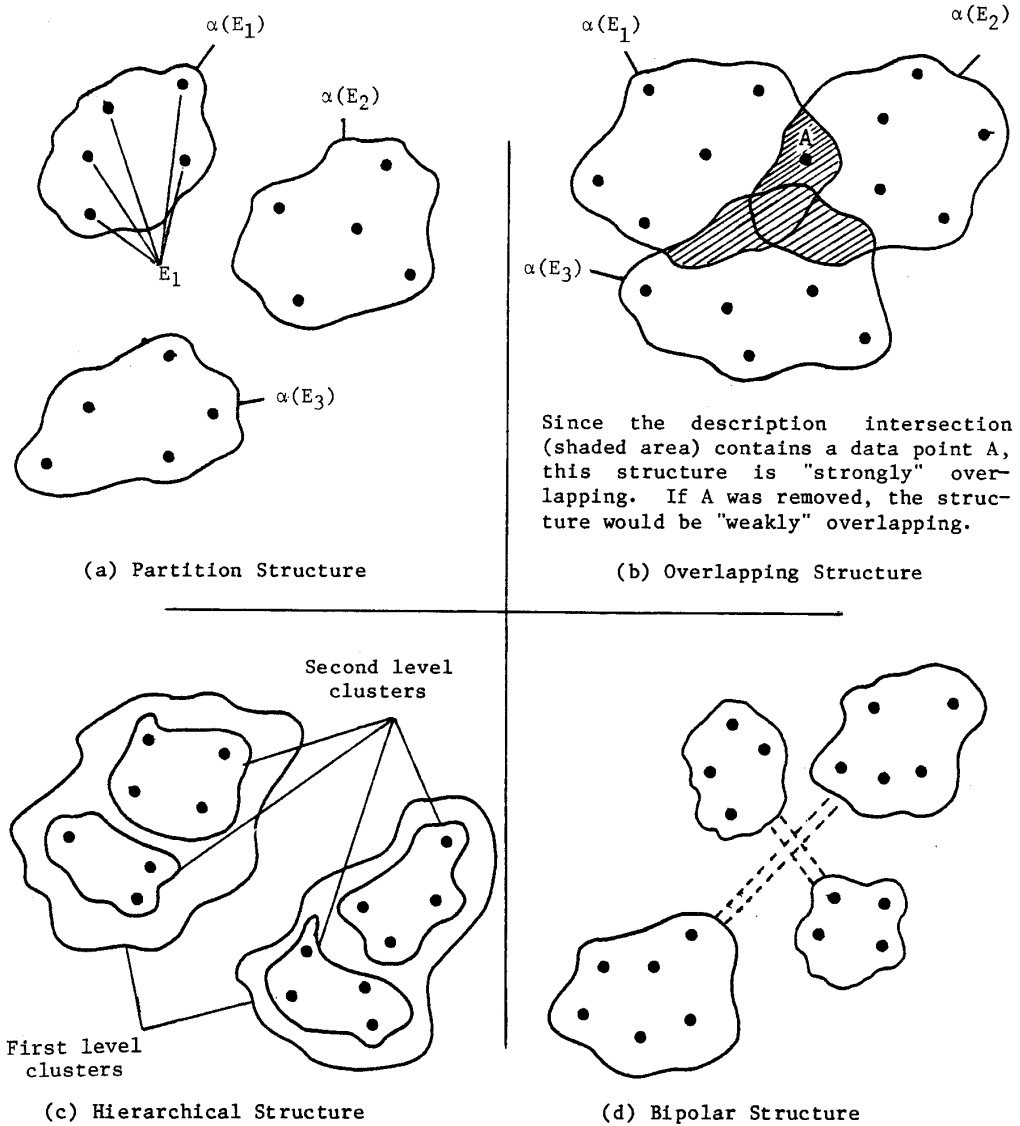 α(E1)
α(E2)
E1
α(E3)
(a) Partition Structure
α(E1)
α(E2)
A
α(E3)
Since the description intersection
(shaded area) contains a data point A,
this structure is "strongly" over-
lapping. If A was removed, the struc-
ture would be "weakly" overlapping.
(b) Overlapping Structure
Second level
clusters
First level
clusters
(c) Hierarchical Structure
(d) Bipolar Structure